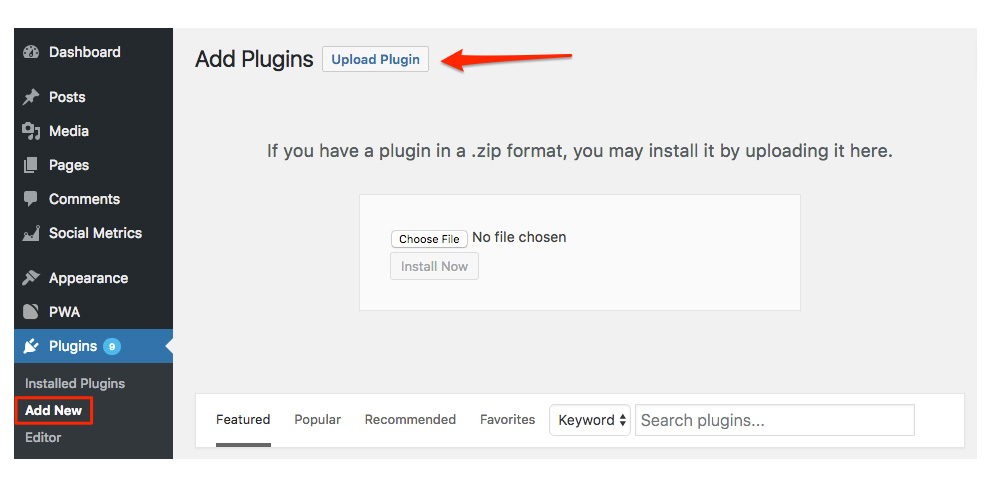 Dashboard
Posts
Media
Pages
Comments
Social Metrics
Appearance
PWA
Plugins 9
Installed Plugins
Add New
Editor
Add Plugins Upload Plugin
If you have a plugin in a .zip format, you may install it by uploading it here.
Choose File No file chosen
Install Now
Featured Popular Recommended Favorites Keyword Search plugins...